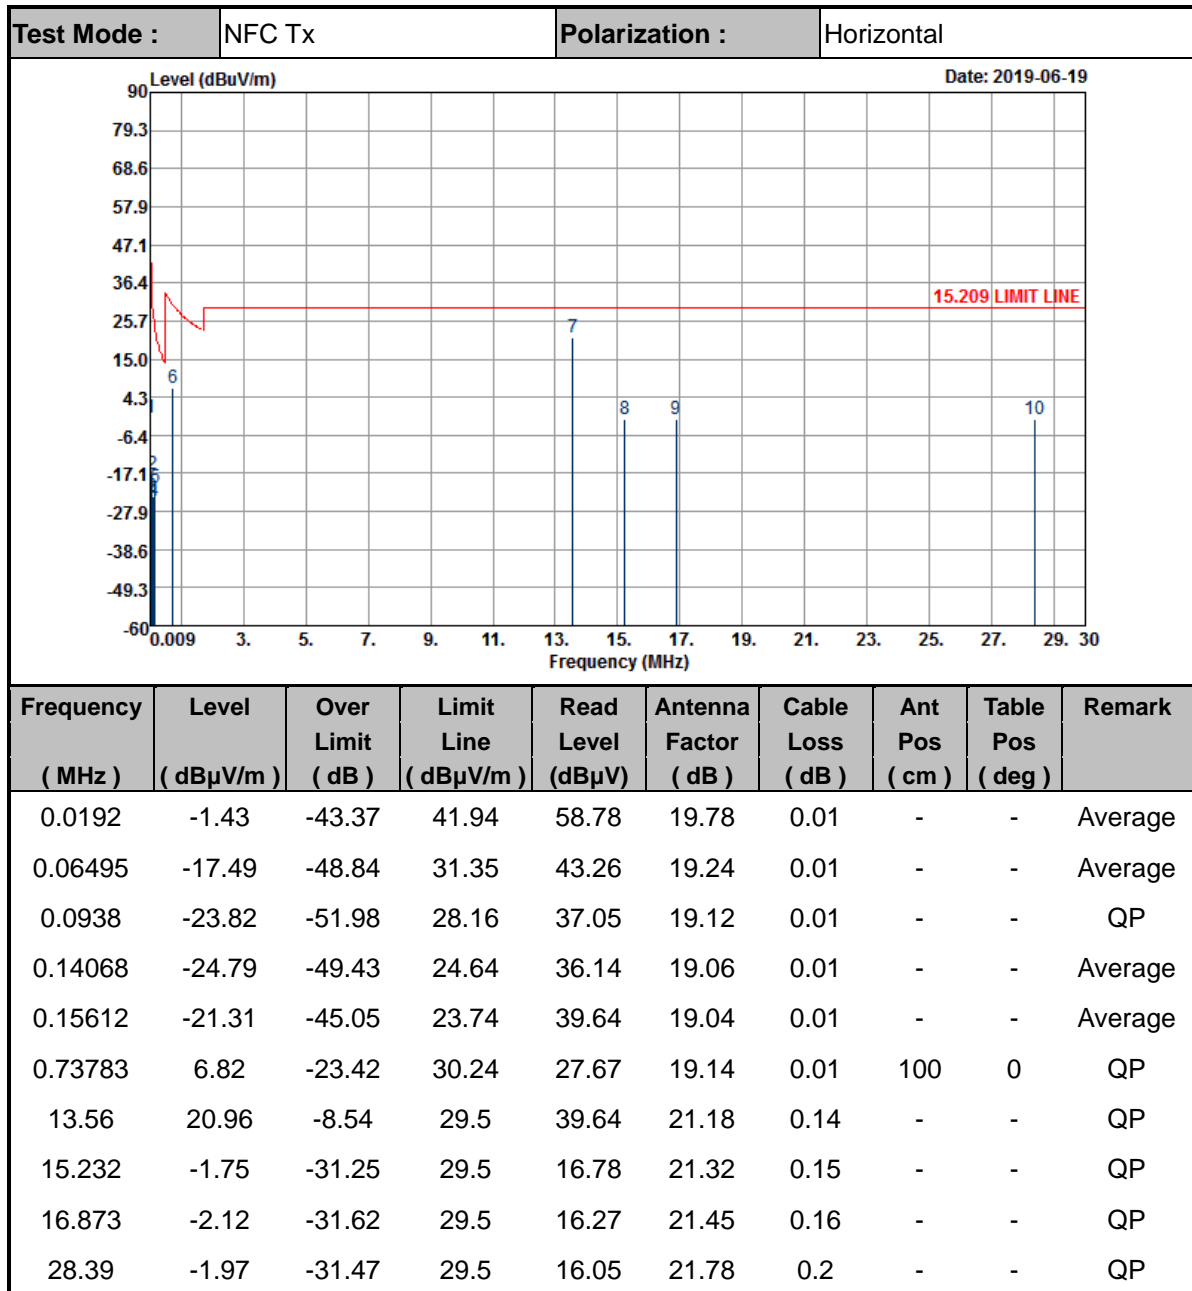 Test Mode : NFC Tx Polarization : Horizontal
Level (dBuV/m) Date: 2019-06-19
90
79.3
68.6
57.9
47.1
36.4
15.209 LIMIT LINE
25.7
7
15.0
6
4.3
1
8 9 10
-6.4
2
-17.1
5
4
-27.9
-38.6
-49.3
-60
0.009 3. 5. 7. 9. 11. 13. 15. 17. 19. 21. 23. 25. 27. 29. 30
Frequency (MHz)
Frequency Level Over Limit Read Antenna Cable Ant Table Remark
Limit Line Level Factor Loss Pos Pos
( MHz ) ( dBµV/m ) ( dB ) ( dBµV/m ) (dBµV) ( dB ) ( dB ) ( cm ) ( deg )
0.0192 -1.43 -43.37 41.94 58.78 19.78 0.01 - - Average
0.06495 -17.49 -48.84 31.35 43.26 19.24 0.01 - - Average
0.0938 -23.82 -51.98 28.16 37.05 19.12 0.01 - - QP
0.14068 -24.79 -49.43 24.64 36.14 19.06 0.01 - - Average
0.15612 -21.31 -45.05 23.74 39.64 19.04 0.01 - - Average
0.73783 6.82 -23.42 30.24 27.67 19.14 0.01 100 0 QP
13.56 20.96 -8.54 29.5 39.64 21.18 0.14 - - QP
15.232 -1.75 -31.25 29.5 16.78 21.32 0.15 - - QP
16.873 -2.12 -31.62 29.5 16.27 21.45 0.16 - - QP
28.39 -1.97 -31.47 29.5 16.05 21.78 0.2 - - QP